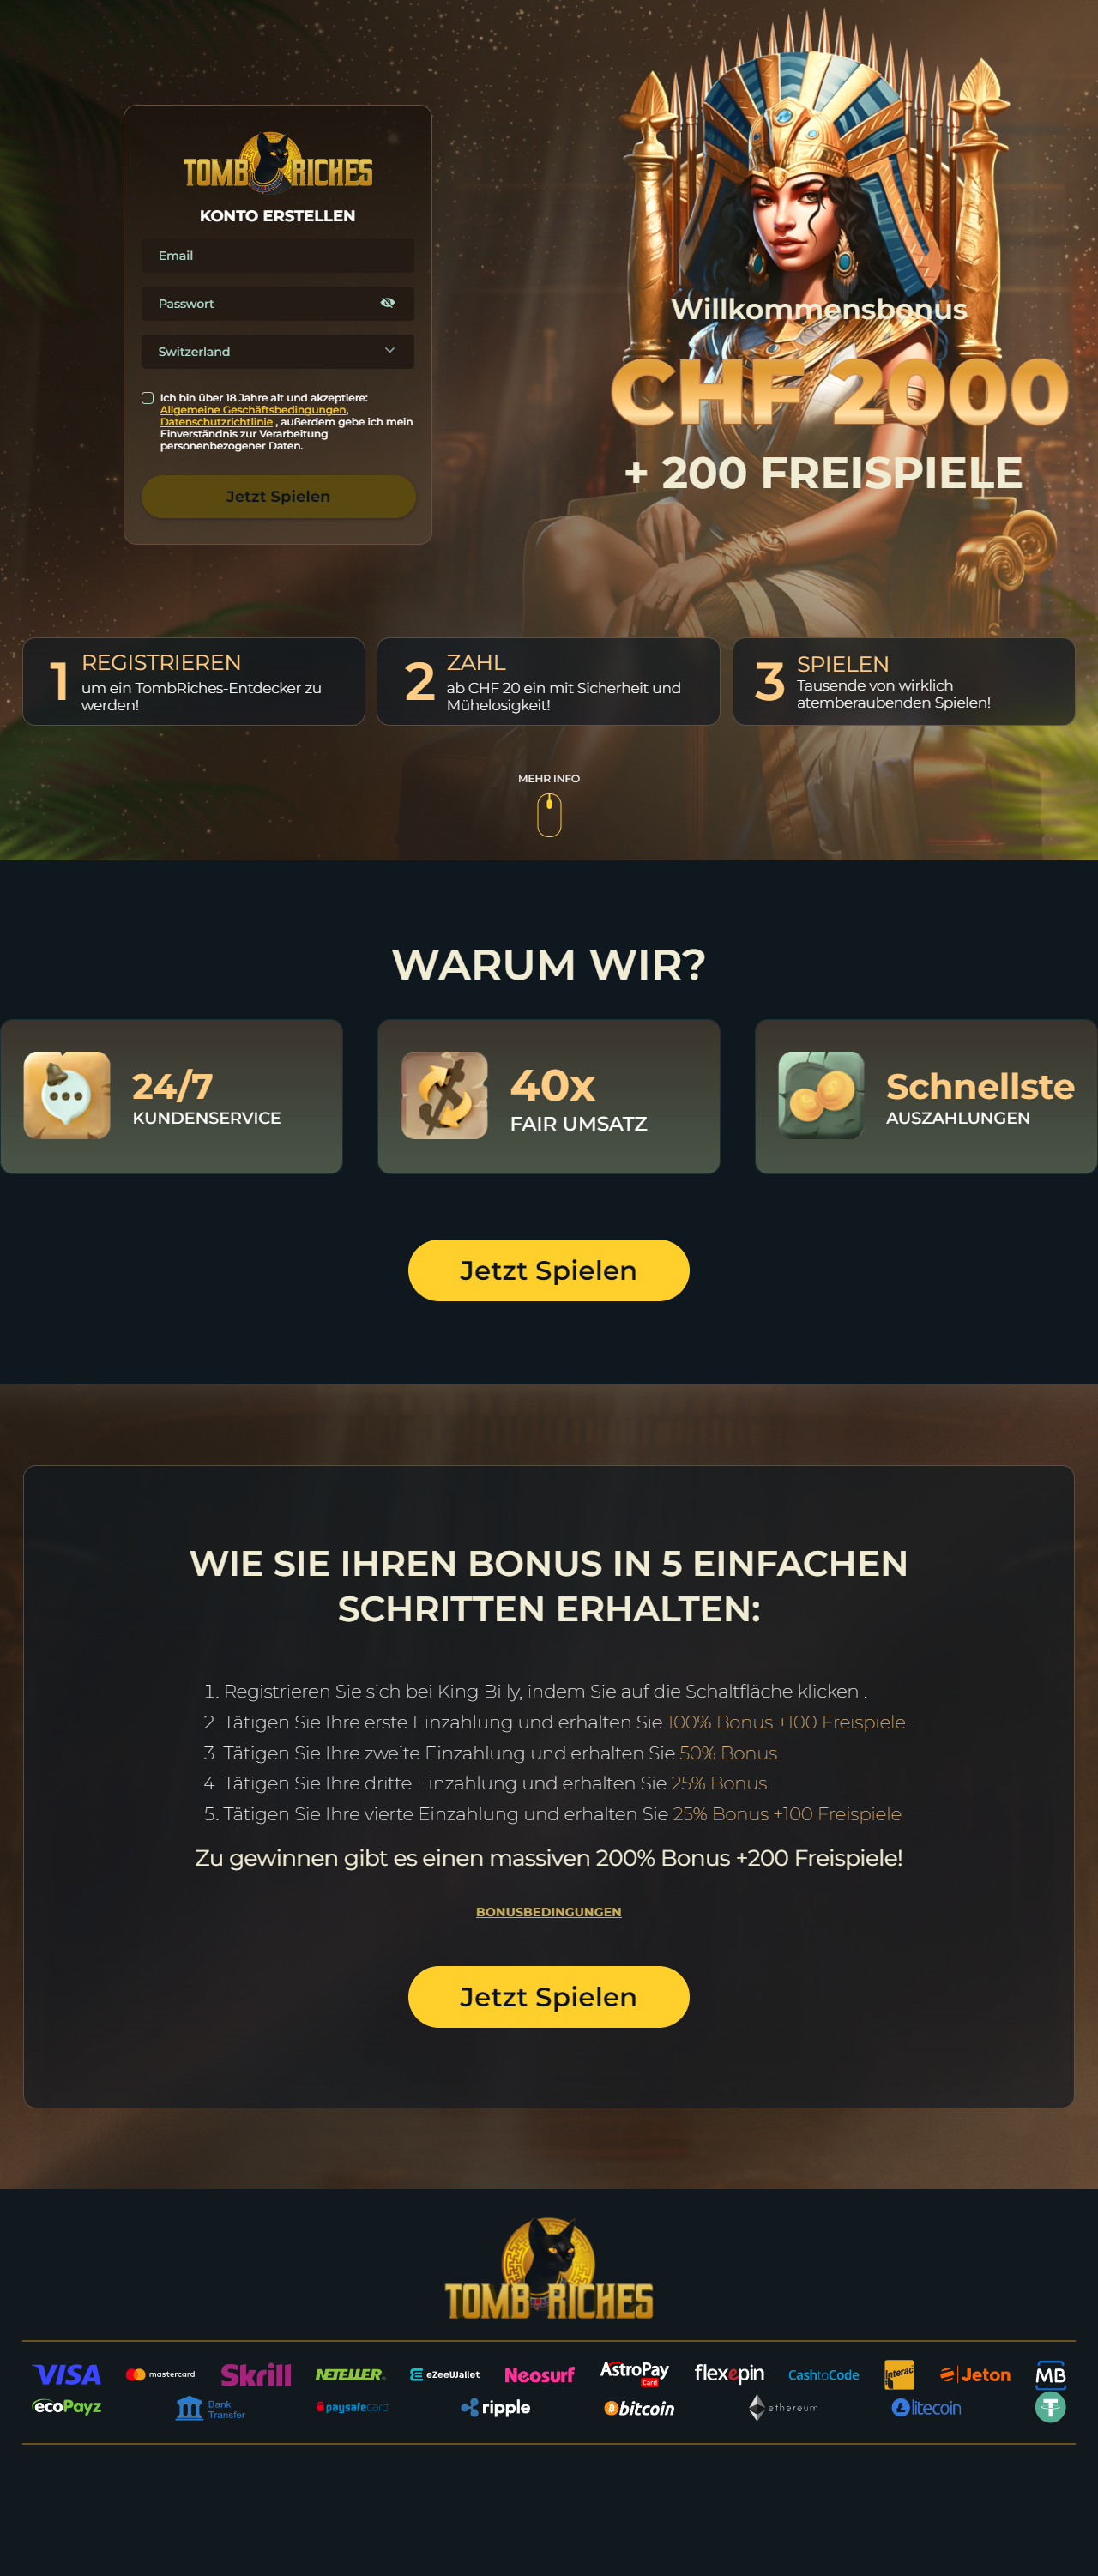 TOMB RICHES
KONTO ERSTELLEN
Email
Passwort
Switzerland
Ich bin über 18 Jahre alt und akzeptiere:
Allgemeine Geschäftsbedingungen,
Datenschutzrichtlinie , außerdem gebe ich mein
Einverständnis zur Verarbeitung
personenbezogener Daten.
Jetzt Spielen
Willkommensbonus
CHF 2000
+ 200 FREISPIELE
1
REGISTRIEREN
um ein TombRiches-Entdecker zu
werden!
2
ZAHL
ab CHF 20 ein mit Sicherheit und
Mühelosigkeit!
3
SPIELEN
Tausende von wirklich
atemberaubenden Spielen!
MEHR INFO
WARUM WIR?
24/7
KUNDENSERVICE
40x
FAIR UMSATZ
Schnellste
AUSZAHLUNGEN
Jetzt Spielen
WIE SIE IHREN BONUS IN 5 EINFACHEN
SCHRITTEN ERHALTEN:
1. Registrieren Sie sich bei King Billy, indem Sie auf die Schaltfläche klicken .
2. Tätigen Sie Ihre erste Einzahlung und erhalten Sie 100% Bonus +100 Freispiele.
3. Tätigen Sie Ihre zweite Einzahlung und erhalten Sie 50% Bonus.
4. Tätigen Sie Ihre dritte Einzahlung und erhalten Sie 25% Bonus.
5. Tätigen Sie Ihre vierte Einzahlung und erhalten Sie 25% Bonus +100 Freispiele
Zu gewinnen gibt es einen massiven 200% Bonus +200 Freispiele!
BONUSBEDINGUNGEN
Jetzt Spielen
TOMB RICHES
VISA mastercard Skrill NETELLER eZeeWallet Neosurf AstroPay Card flexepin CashtoCode Interac Jeton MB
ecoPayz Bank Transfer paysafecard ripple bitcoin ethereum litecoin